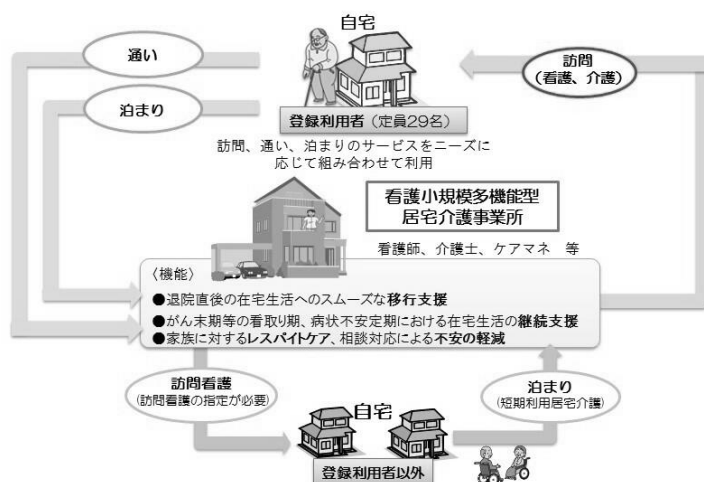 自宅
通い
訪問
(看護、介護)
泊まり
登録利用者(定員29名)
訪問、通い、泊まりのサービスをニーズに
応じて組み合わせて利用
看護小規模多機能型
居宅介護事業所
看護師、介護士、ケアマネ 等
〈機能〉
●退院直後の在宅生活へのスムーズな移行支援
●がん末期等の看取り期、病状不安定期における在宅生活の継続支援
●家族に対するレスパイトケア、相談対応による不安の軽減
訪問看護
(訪問看護の指定が必要)
泊まり
(短期利用居宅介護)
自宅
登録利用者以外